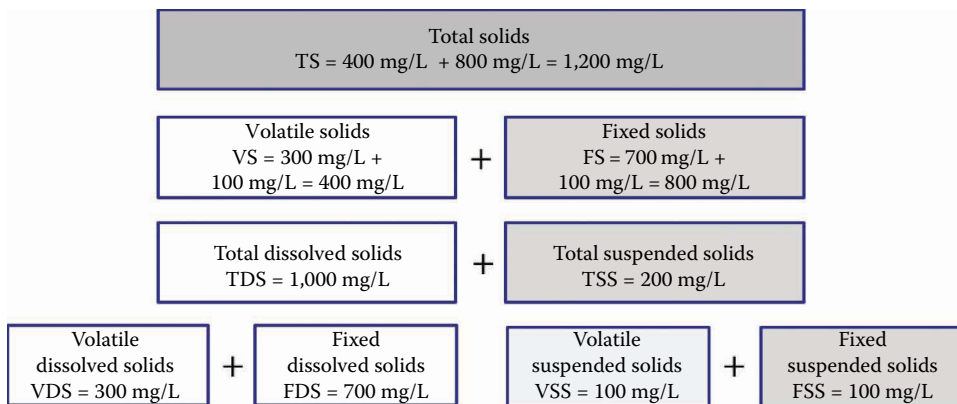 Total solids
TS = 400 mg/L + 800 mg/L = 1,200 mg/L
Volatile solids
VS = 300 mg/L +
100 mg/L = 400 mg/L
+
Fixed solids
FS = 700 mg/L +
100 mg/L = 800 mg/L
Total dissolved solids
TDS = 1,000 mg/L
+
Total suspended solids
TSS = 200 mg/L
Volatile
dissolved solids
VDS = 300 mg/L
+
Fixed
dissolved solids
FDS = 700 mg/L
Volatile
suspended solids
VSS = 100 mg/L
+
Fixed
suspended solids
FSS = 100 mg/L